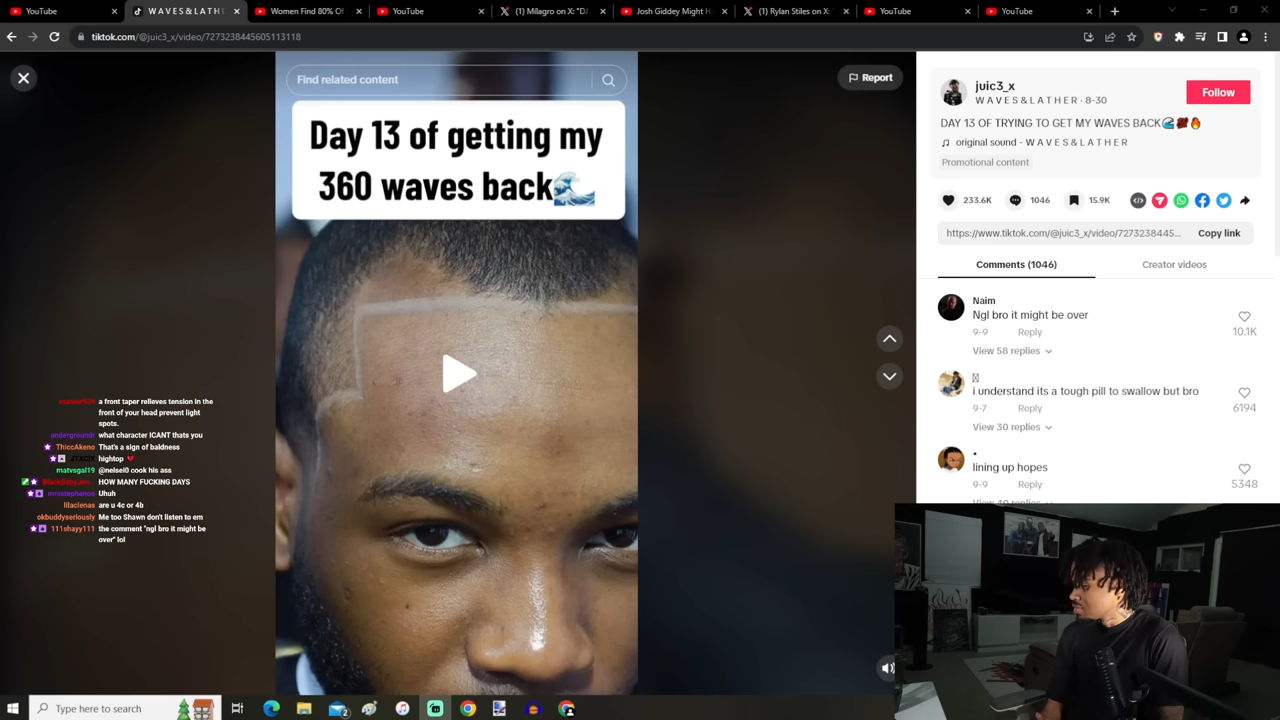 YouTube
W A V E S & L A T H E
Women Find 80% Of
YouTube
(1) Milagro on X: "DJ
Josh Giddey Might H
(1) Rylan Stiles on X:
YouTube
YouTube
tiktok.com/@juic3_x/video/7273238445605113118
Find related content
Report
Day 13 of getting my
360 waves back🌊
juic3_x
W A V E S & L A T H E R · 8-30
Follow
DAY 13 OF TRYING TO GET MY WAVES BACK🌊
original sound - W A V E S & L A T H E R
Promotional content
233.6K
1046
15.9K
https://www.tiktok.com/@juic3_x/video/7273238445...
Copy link
Comments (1046)
Creator videos
Naim
Ngl bro it might be over
9-9 Reply
10.1K
View 58 replies
i understand its a tough pill to swallow but bro
9-7 Reply
6194
View 30 replies
lining up hopes
9-9 Reply
5348
a front taper relieves tension in the
front of your head prevent light
spots.
what character ICANT thats you
ThiccAkeno That's a sign of baldness
hightop 💔
matvsgal19 @nelsel0 cook his ass
HOW MANY FUCKING DAYS
mrsstephanoo Uhuh
lilaclenas are u 4c or 4b
okbuddyseriously Me too Shawn don't listen to em
111shayy111 the comment "ngl bro it might be
over" lol
Type here to search